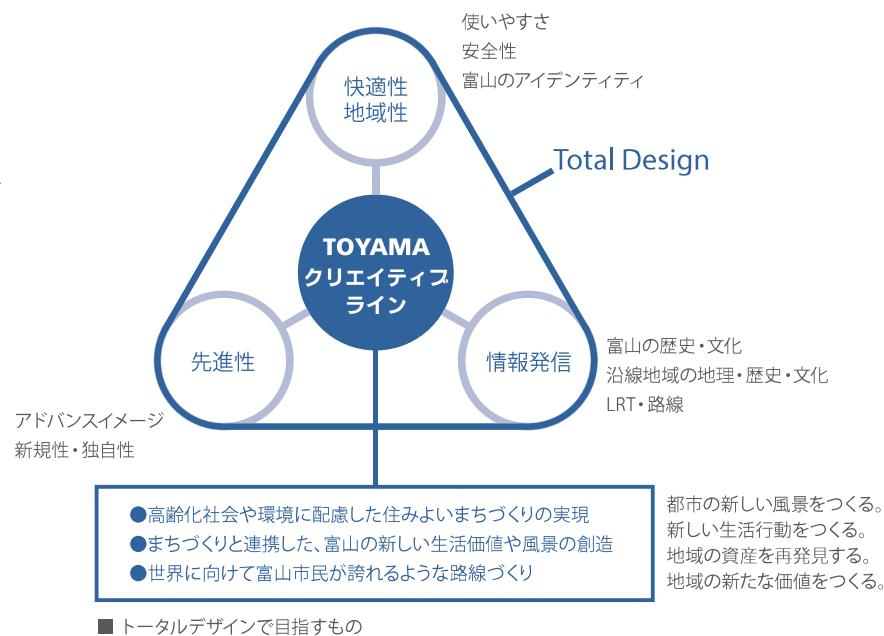 使いやすさ
安全性
富山のアイデンティティ
快適性
地域性
Total Design
TOYAMA
クリエイティブ
ライン
先進性
情報発信
富山の歴史・文化
沿線地域の地理・歴史・文化
LRT・路線
アドバンスイメージ
新規性・独自性
●高齢化社会や環境に配慮した住みよいまちづくりの実現
●まちづくりと連携した、富山の新しい生活価値や風景の創造
●世界に向けて富山市民が誇れるような路線づくり
都市の新しい風景をつくる。
新しい生活行動をつくる。
地域の資産を再発見する。
地域の新たな価値をつくる。
■ トータルデザインで目指すもの